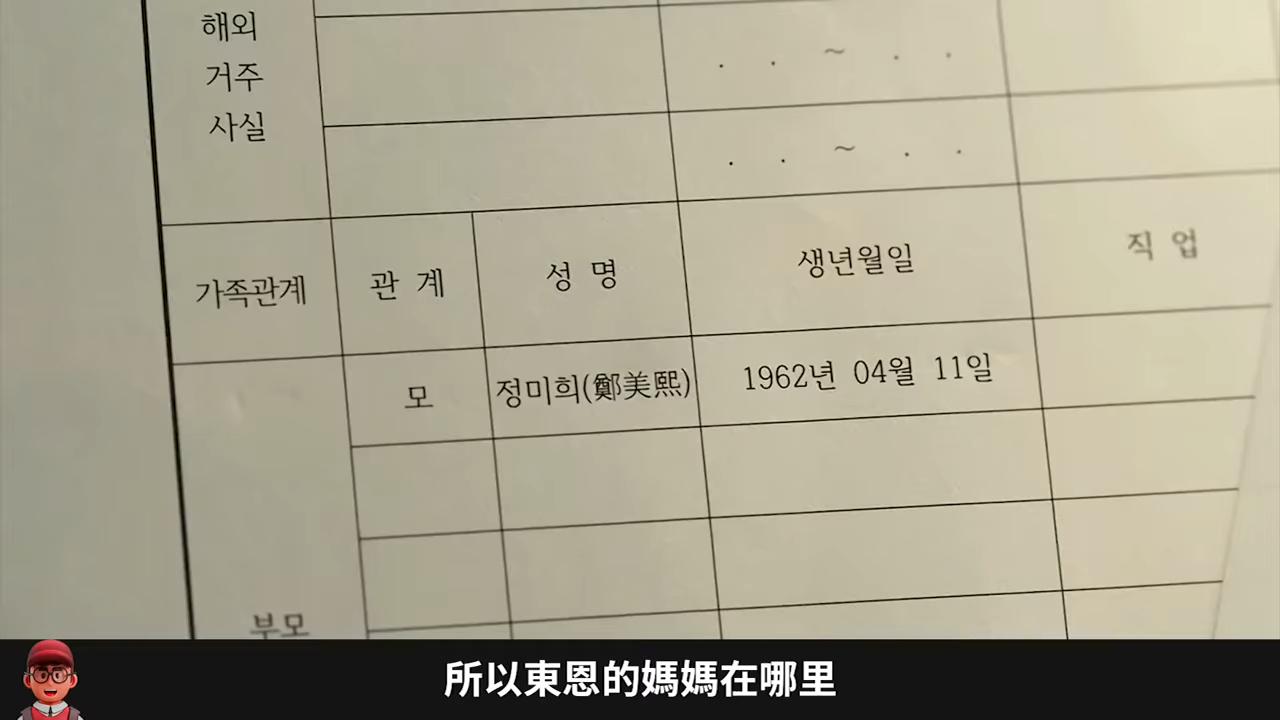 해외
거주
사실
. . ~ . .
. . ~ . .
가족관계 관 계 성 명 생년월일 직 업
모 정미희(鄭美熙) 1962년 04월 11일
부모
所以東恩的媽媽在哪里